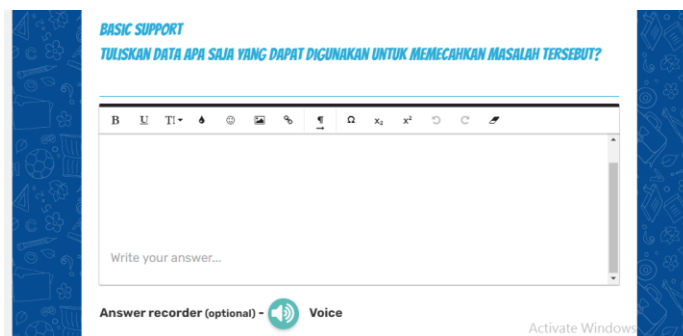 BASIC SUPPORT
TULISKAN DATA APA SAJA YANG DAPAT DIGUNAKAN UNTUK MEMECAHKAN MASALAH TERSEBUT?
B U TI Ω x₂ x²
Write your answer...
Answer recorder (optional) - Voice
Activate Windows